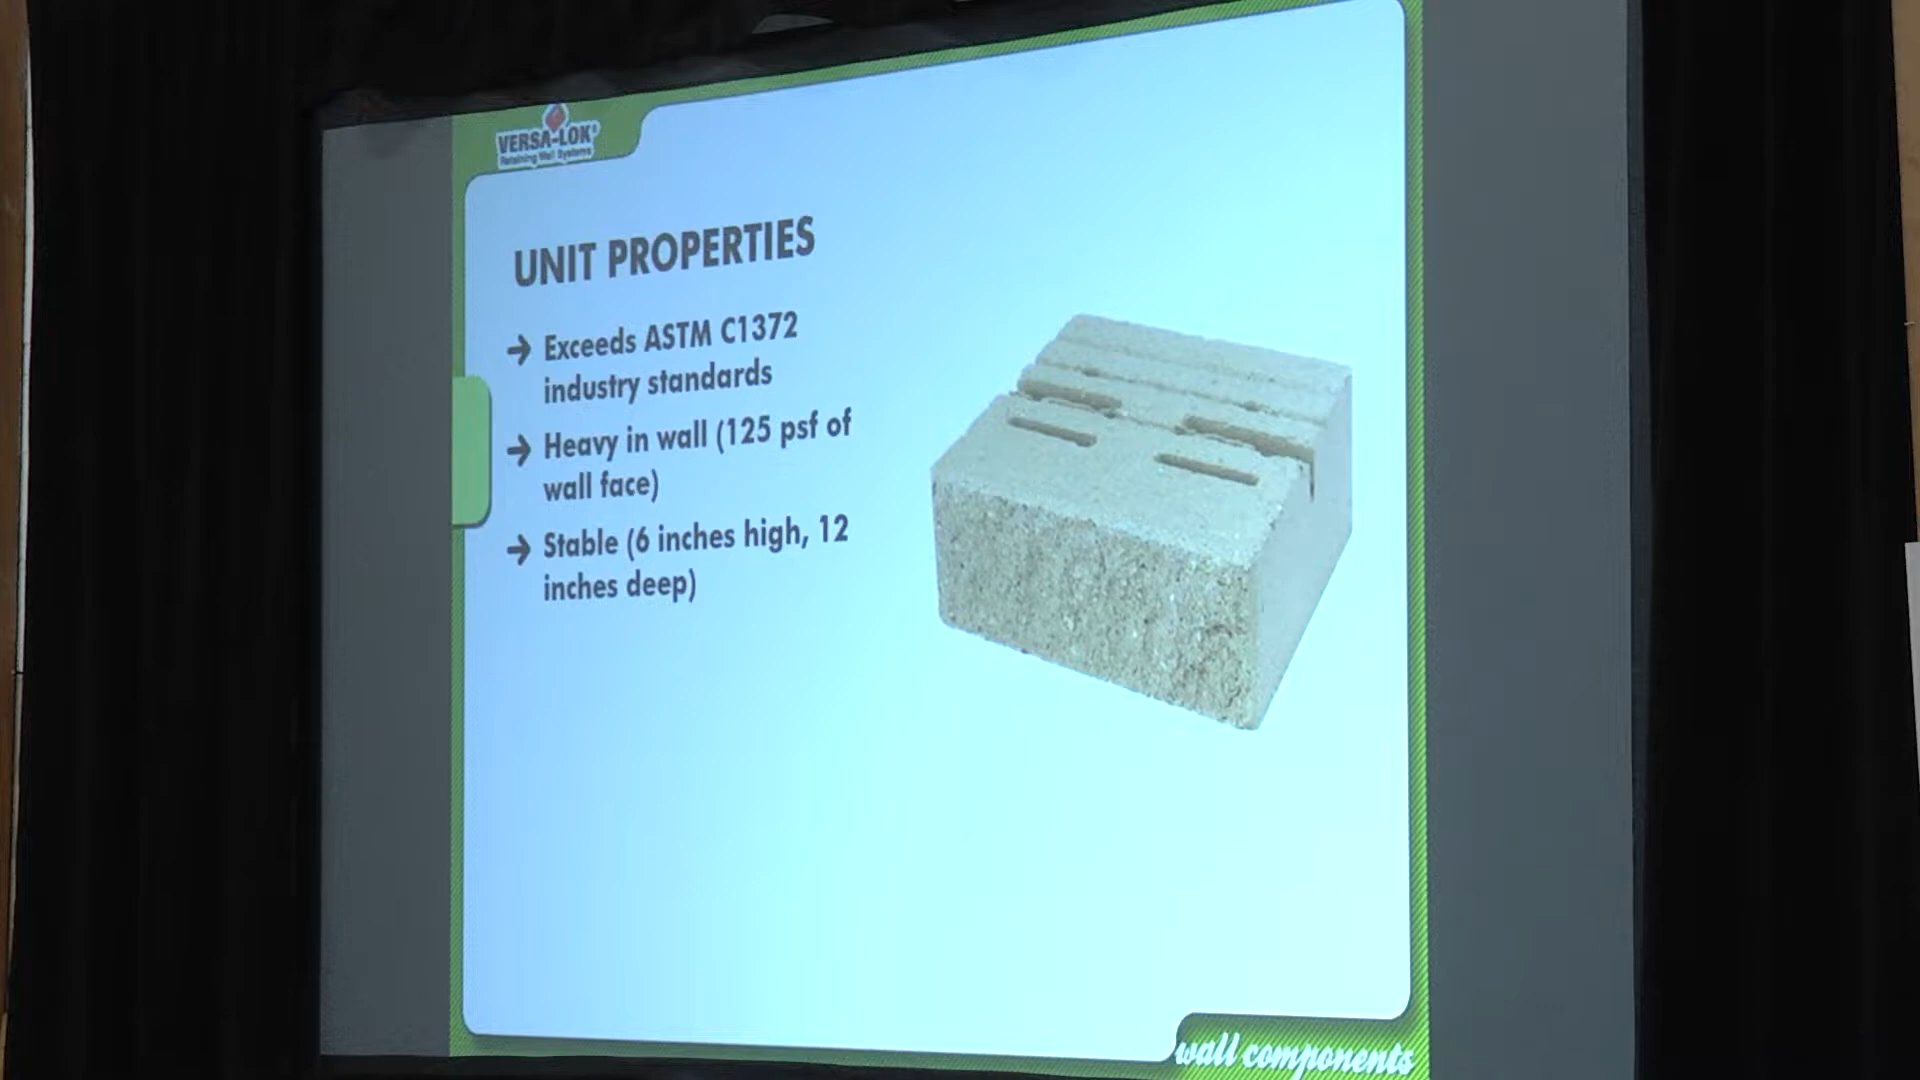 VERSA-LOK®
Retaining Wall Systems
UNIT PROPERTIES
→ Exceeds ASTM C1372
industry standards
→ Heavy in wall (125 psf of
wall face)
→ Stable (6 inches high, 12
inches deep)
wall components